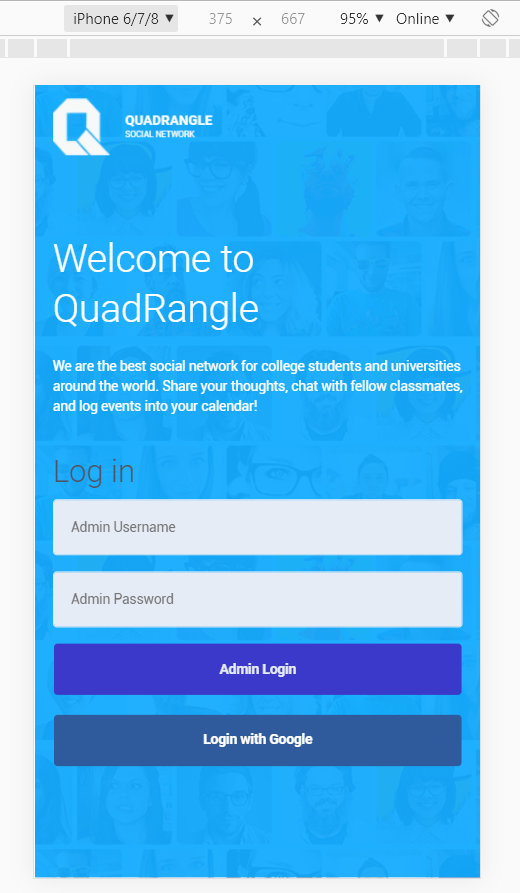 iPhone 6/7/8 ▼ 375 × 667 95% ▼ Online ▼
QUADRANGLE
SOCIAL NETWORK
Welcome to
QuadRangle
We are the best social network for college students and universities
around the world. Share your thoughts, chat with fellow classmates,
and log events into your calendar!
Log in
Admin Username
Admin Password
Admin Login
Login with Google